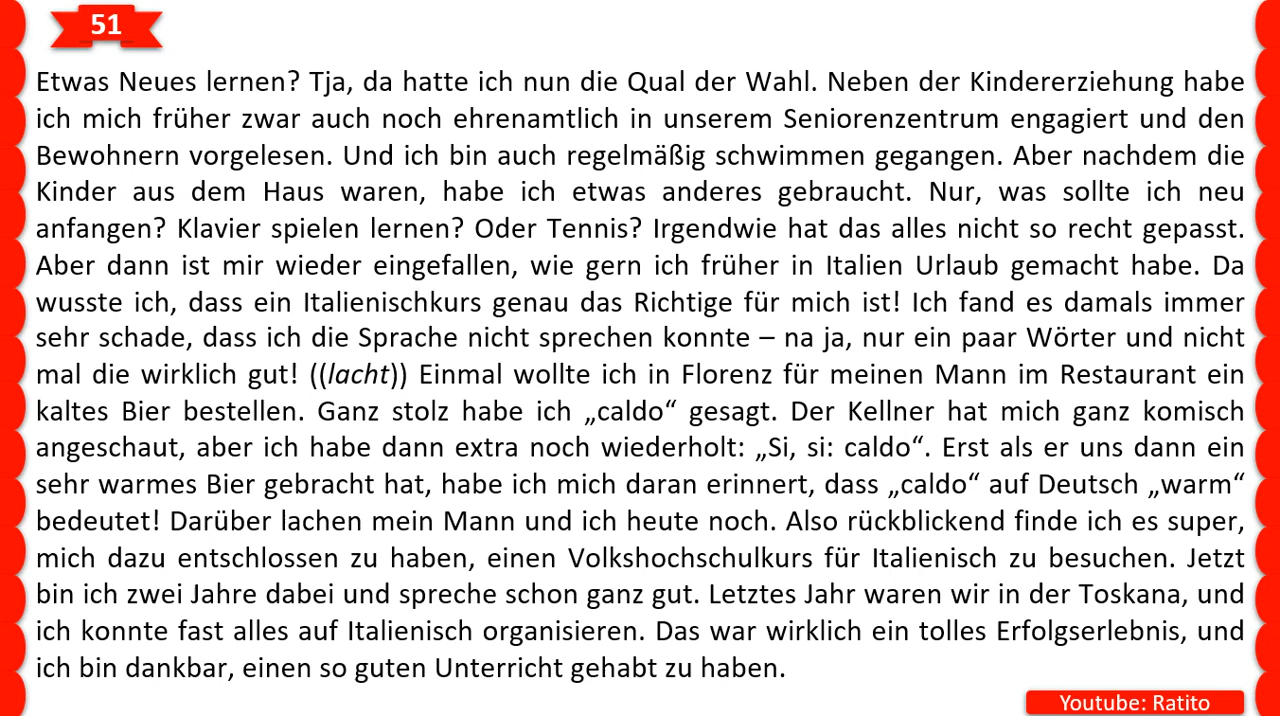 51
Etwas Neues lernen? Tja, da hatte ich nun die Qual der Wahl. Neben der Kindererziehung habe
ich mich früher zwar auch noch ehrenamtlich in unserem Seniorenzentrum engagiert und den
Bewohnern vorgelesen. Und ich bin auch regelmäßig schwimmen gegangen. Aber nachdem die
Kinder aus dem Haus waren, habe ich etwas anderes gebraucht. Nur, was sollte ich neu
anfangen? Klavier spielen lernen? Oder Tennis? Irgendwie hat das alles nicht so recht gepasst.
Aber dann ist mir wieder eingefallen, wie gern ich früher in Italien Urlaub gemacht habe. Da
wusste ich, dass ein Italienischkurs genau das Richtige für mich ist! Ich fand es damals immer
sehr schade, dass ich die Sprache nicht sprechen konnte – na ja, nur ein paar Wörter und nicht
mal die wirklich gut! ((lacht)) Einmal wollte ich in Florenz für meinen Mann im Restaurant ein
kaltes Bier bestellen. Ganz stolz habe ich „caldo“ gesagt. Der Kellner hat mich ganz komisch
angeschaut, aber ich habe dann extra noch wiederholt: „Si, si: caldo“. Erst als er uns dann ein
sehr warmes Bier gebracht hat, habe ich mich daran erinnert, dass „caldo“ auf Deutsch „warm“
bedeutet! Darüber lachen mein Mann und ich heute noch. Also rückblickend finde ich es super,
mich dazu entschlossen zu haben, einen Volkshochschulkurs für Italienisch zu besuchen. Jetzt
bin ich zwei Jahre dabei und spreche schon ganz gut. Letztes Jahr waren wir in der Toskana, und
ich konnte fast alles auf Italienisch organisieren. Das war wirklich ein tolles Erfolgserlebnis, und
ich bin dankbar, einen so guten Unterricht gehabt zu haben.
Youtube: Ratito